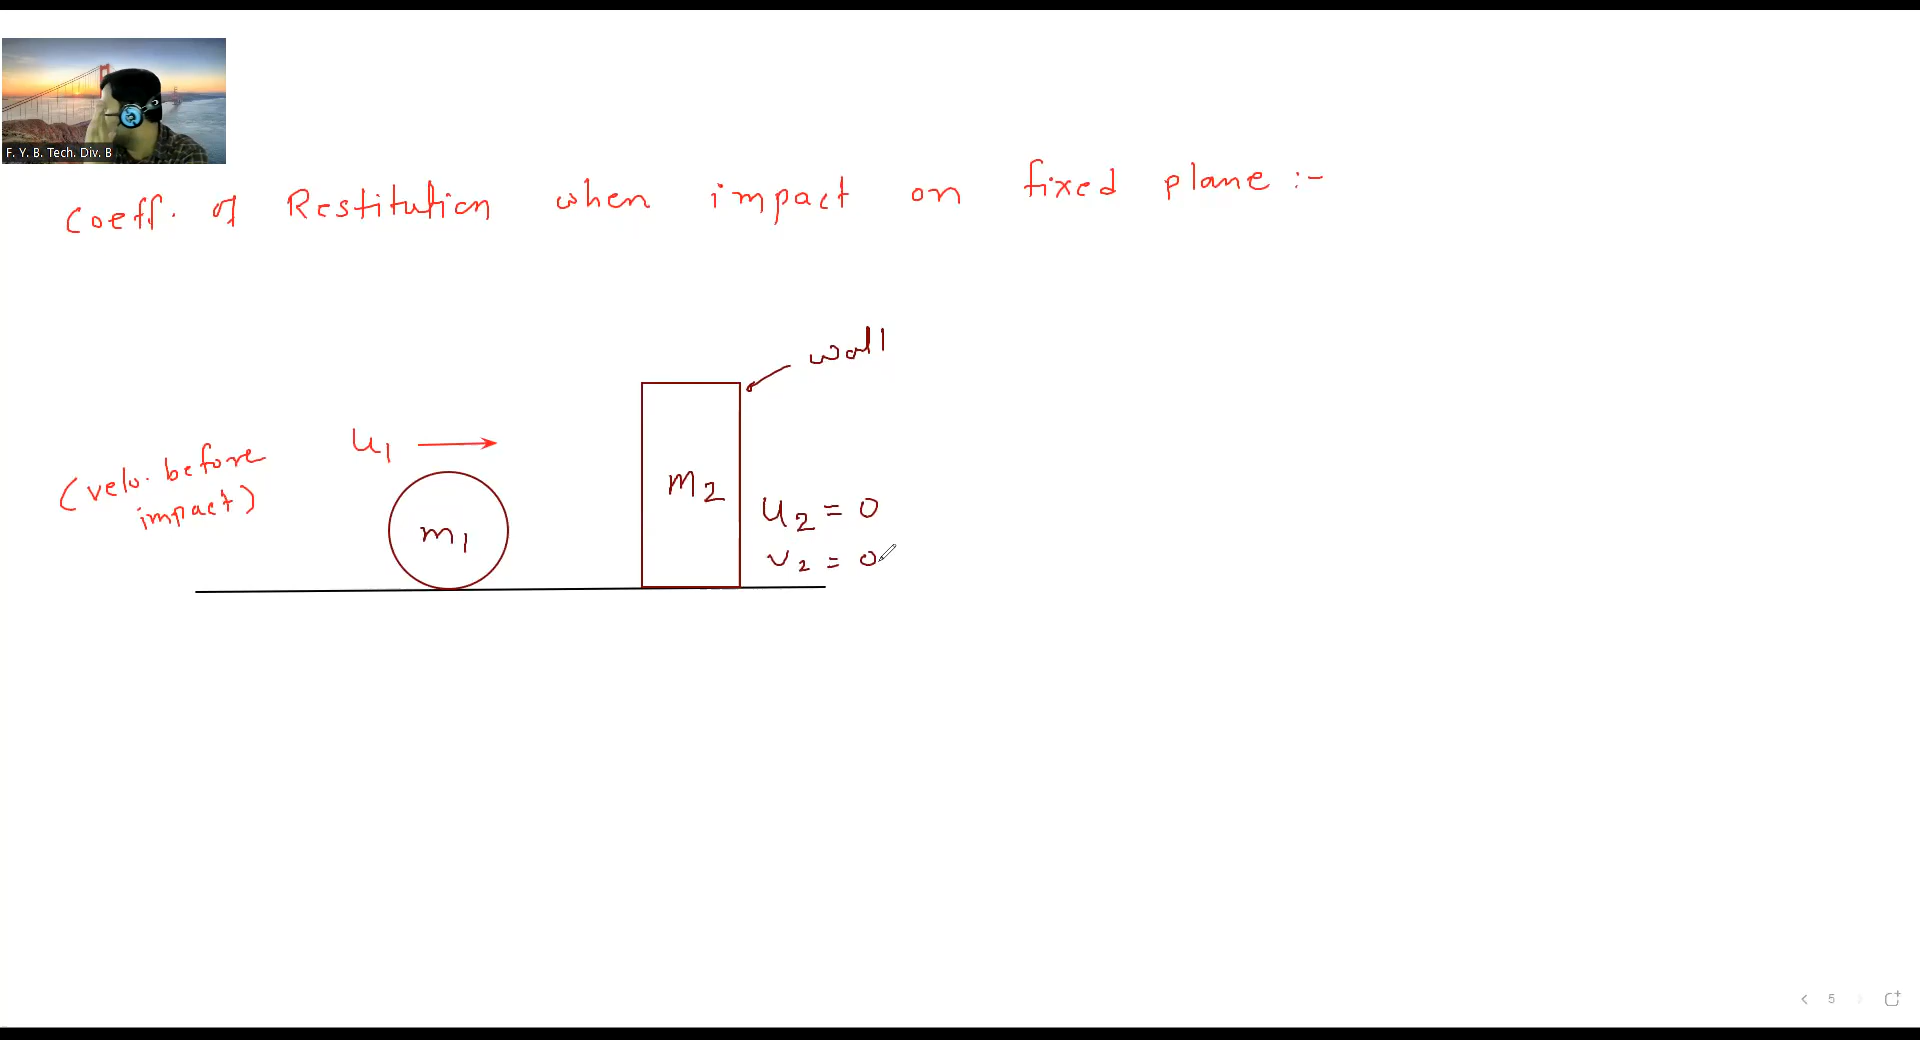 F. Y. B. Tech. Div. B
Coeff. of Restitution when impact on fixed plane :-
wall
u1
(velo. before
impact)
m2
m1
u2 = 0
v2 = 0
5